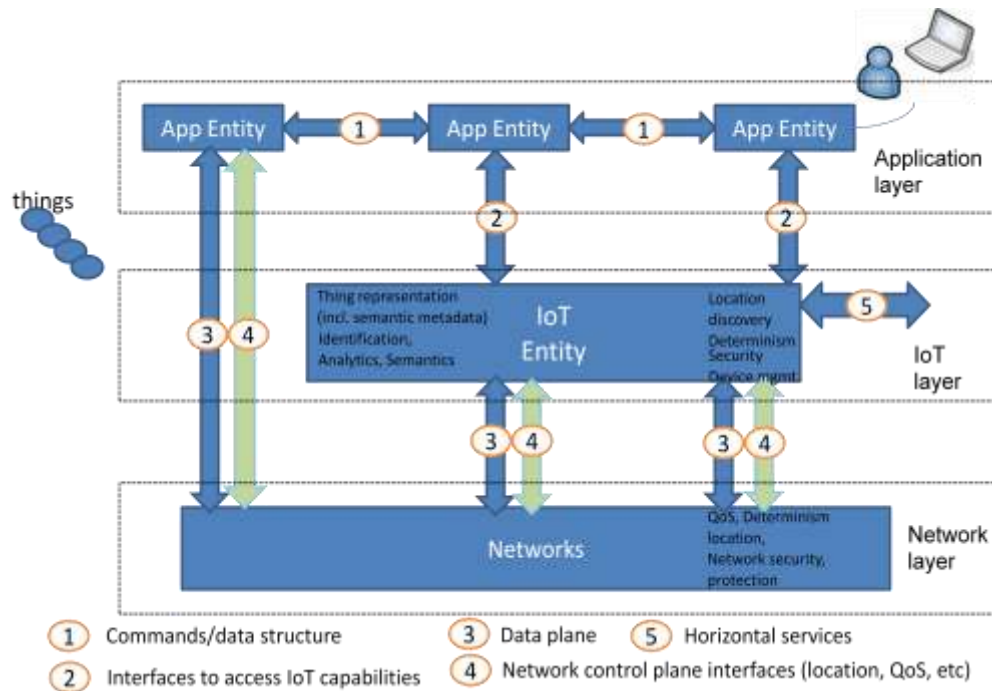 App Entity
1
App Entity
1
App Entity
Application
layer
things
2
2
Thing representation
(incl. semantic metadata)
Identification,
Analytics, Semantics
IoT
Entity
Location
discovery
Determinism
Security
Device mgmt
5
IoT
layer
3
4
3
4
3
4
Networks
QoS, Determinism
location,
Network security,
protection
Network
layer
1 Commands/data structure
3 Data plane
5 Horizontal services
2 Interfaces to access IoT capabilities
4 Network control plane interfaces (location, QoS, etc)